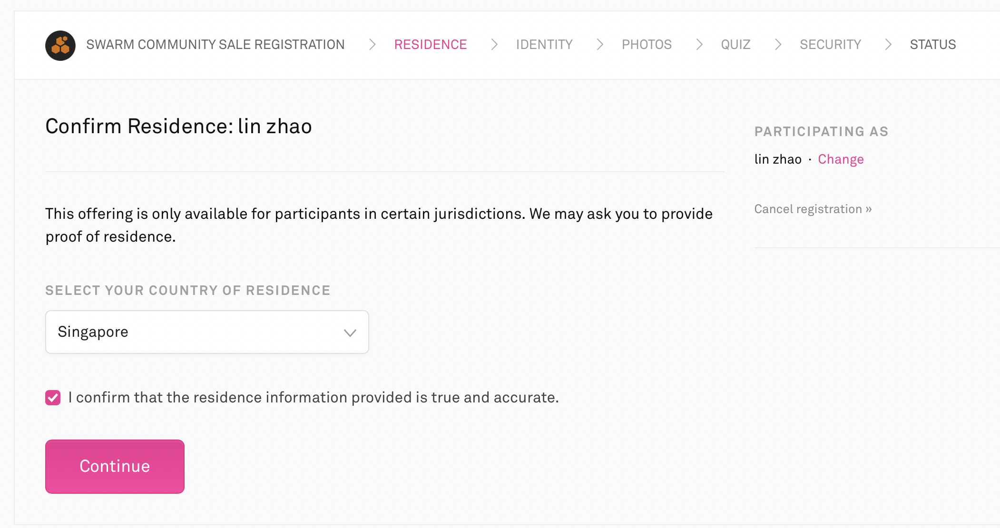 SWARM COMMUNITY SALE REGISTRATION > RESIDENCE > IDENTITY > PHOTOS > QUIZ > SECURITY > STATUS
Confirm Residence: lin zhao
This offering is only available for participants in certain jurisdictions. We may ask you to provide
proof of residence.
SELECT YOUR COUNTRY OF RESIDENCE
Singapore
I confirm that the residence information provided is true and accurate.
Continue
PARTICIPATING AS
lin zhao · Change
Cancel registration »